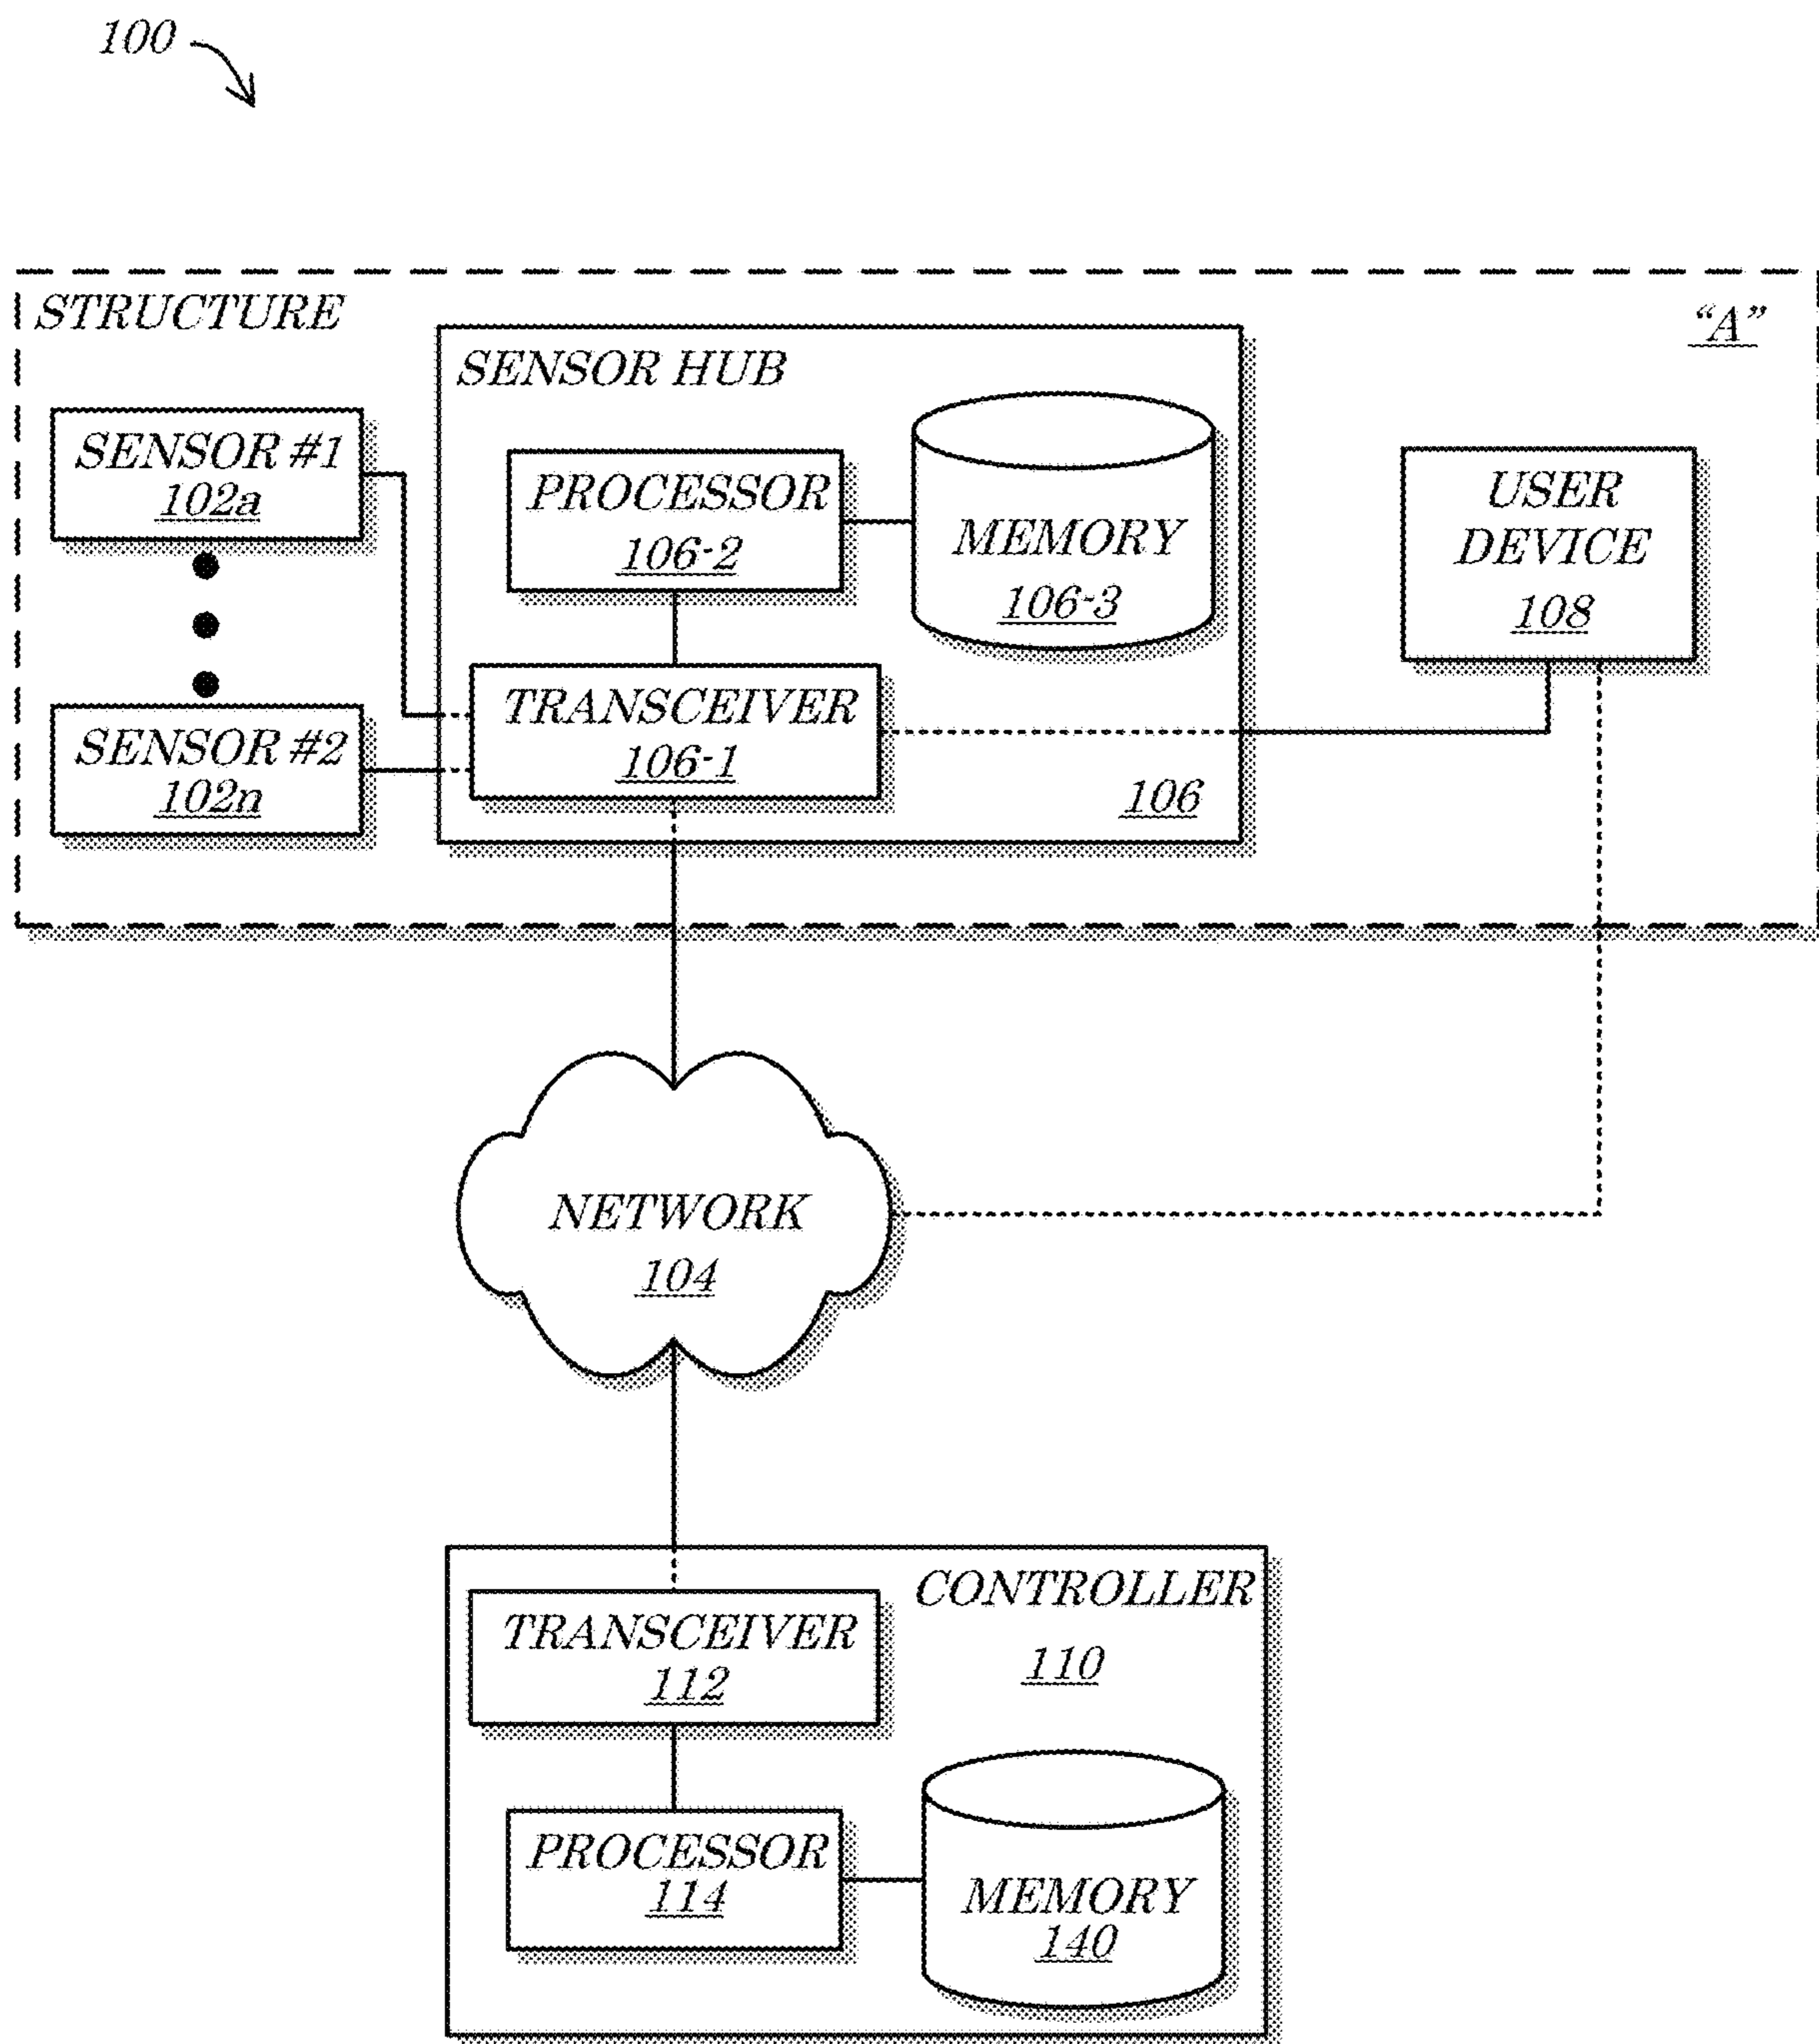 100
STRUCTURE
"A"
SENSOR HUB
SENSOR #1
102a
PROCESSOR
106-2
MEMORY
106-3
USER
DEVICE
108
TRANSCEIVER
106-1
SENSOR #2
102n
106
NETWORK
104
CONTROLLER
110
TRANSCEIVER
112
PROCESSOR
114
MEMORY
140